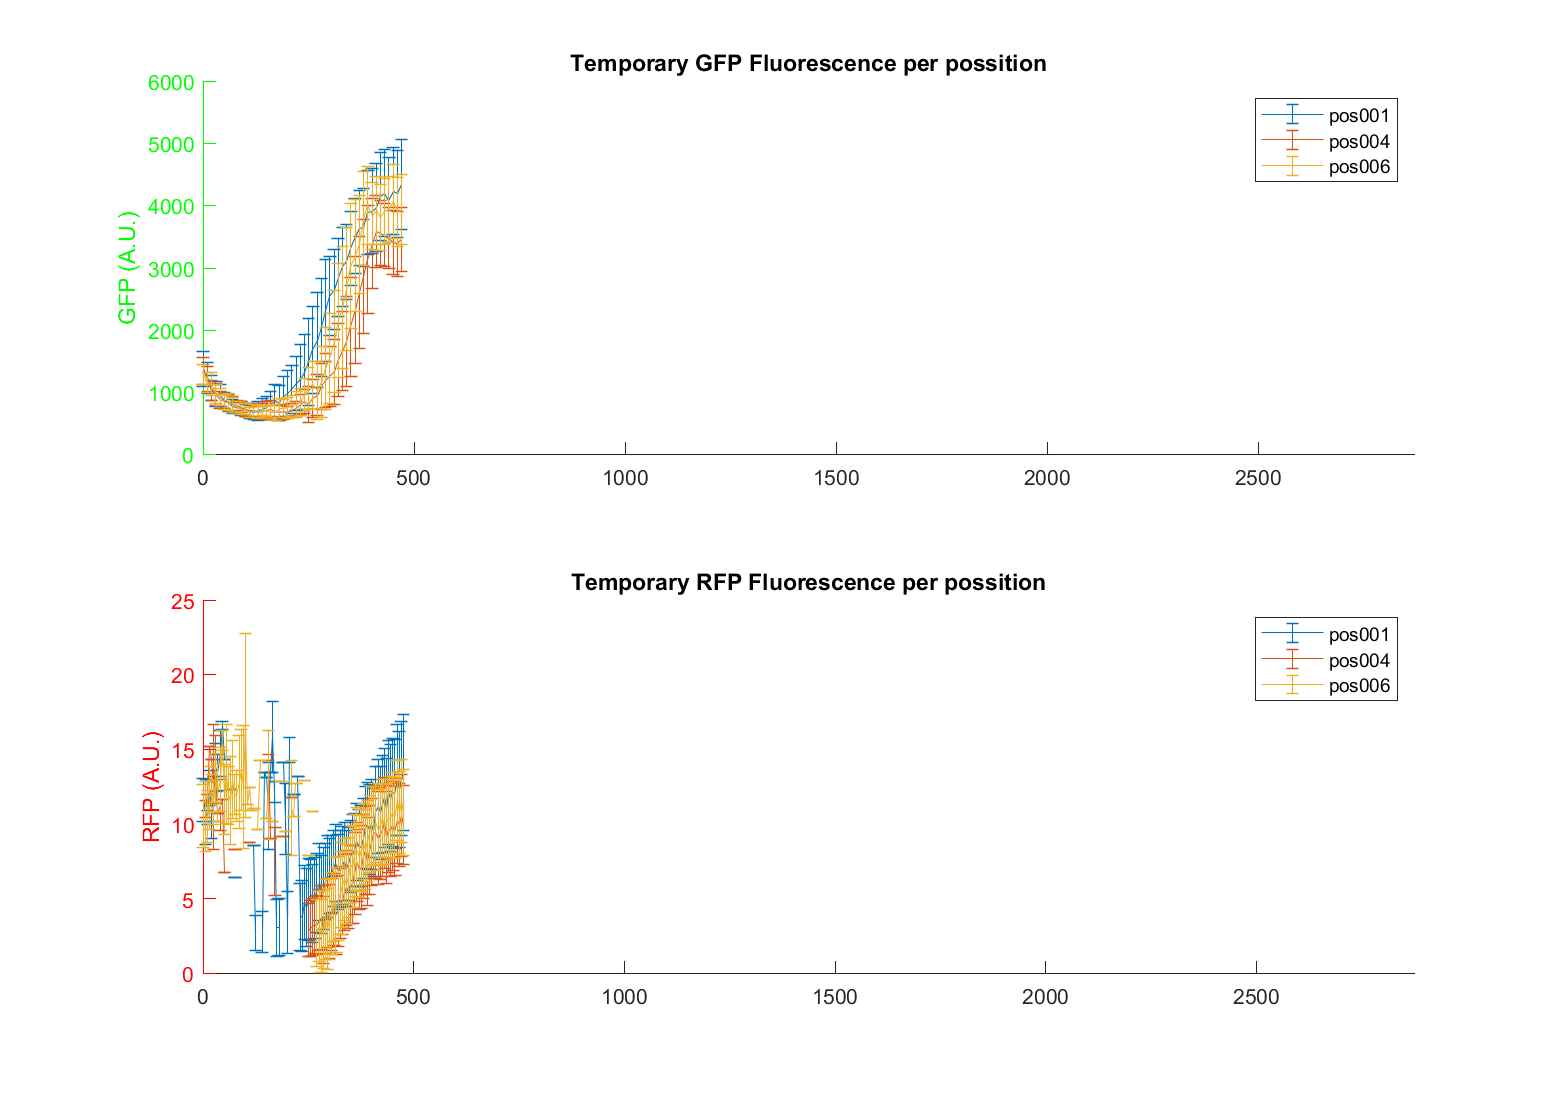 Temporary GFP Fluorescence per possition
6000
5000
4000
3000
2000
1000
0
GFP (A.U.)
0 500 1000 1500 2000 2500
pos001
pos004
pos006
Temporary RFP Fluorescence per possition
25
20
15
10
5
0
RFP (A.U.)
0 500 1000 1500 2000 2500
pos001
pos004
pos006